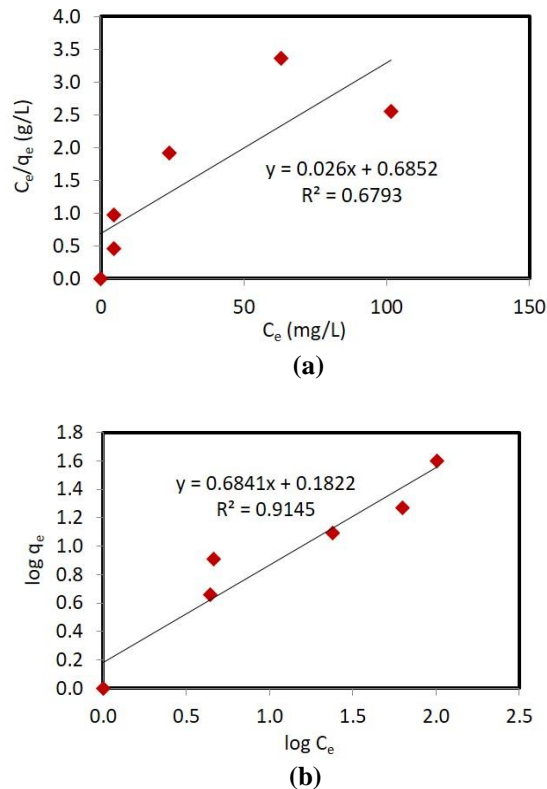 4.0
3.5
3.0
2.5
2.0
1.5
1.0
0.5
0.0
Cₑ/qₑ (g/L)
y = 0.026x + 0.6852
R² = 0.6793
0 50 100 150
Cₑ (mg/L)
(a)
1.8
1.6
1.4
1.2
1.0
0.8
0.6
0.4
0.2
0.0
log qₑ
y = 0.6841x + 0.1822
R² = 0.9145
0.0 0.5 1.0 1.5 2.0 2.5
log Cₑ
(b)